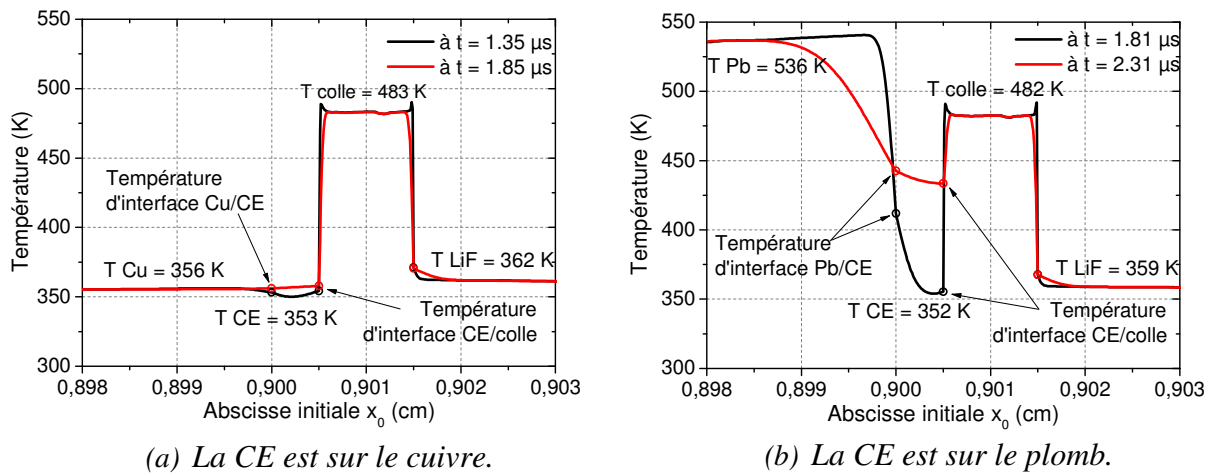 550
500
450
400
350
300
Température (K)
à t = 1.35 µs
à t = 1.85 µs
T colle = 483 K
Température
d'interface Cu/CE
T Cu = 356 K
T LiF = 362 K
T CE = 353 K
Température
d'interface CE/colle
0,898 0,899 0,900 0,901 0,902 0,903
Abscisse initiale x₀ (cm)
(a) La CE est sur le cuivre.
550
500
450
400
350
300
Température (K)
à t = 1.81 µs
à t = 2.31 µs
T Pb = 536 K
T colle = 482 K
Température
d'interface Pb/CE
T LiF = 359 K
T CE = 352 K
Température
d'interface CE/colle
0,898 0,899 0,900 0,901 0,902 0,903
Abscisse initiale x₀ (cm)
(b) La CE est sur le plomb.